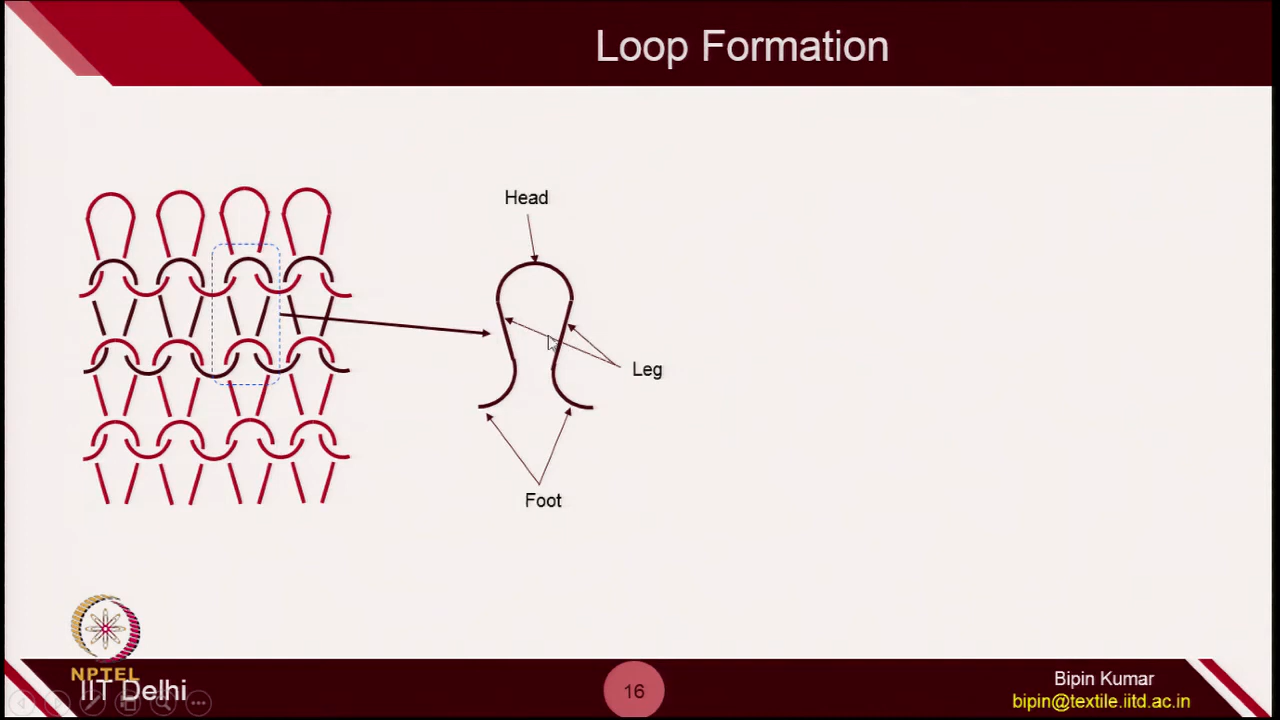 Loop Formation
Head
Leg
Foot
NPTEL
IIT Delhi
16
Bipin Kumar
bipin@textile.iitd.ac.in